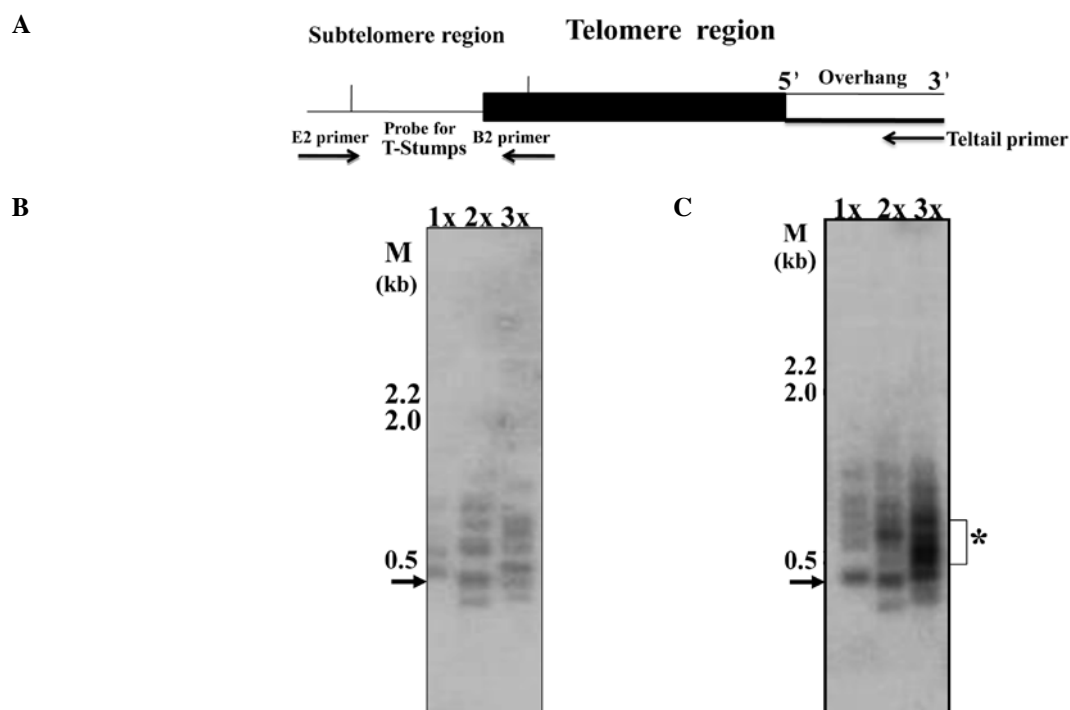 A
Subtelomere region
Telomere region
5’
Overhang
3’
E2 primer
Probe for
T-Stumps
B2 primer
Teltail primer
B
1x 2x 3x
M
(kb)
2.2
2.0
0.5
C
1x 2x 3x
M
(kb)
2.2
2.0
0.5
*